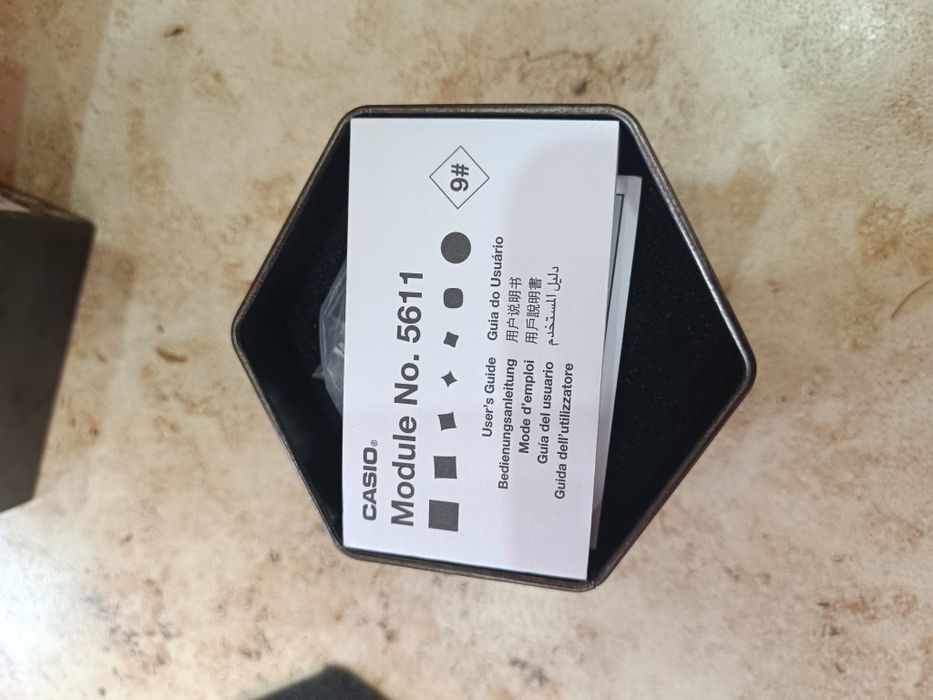 CASIO®
Module No. 5611
9#
User's Guide
Bedienungsanleitung
Mode d'emploi
Guía del usuario
Guida dell'utilizzatore
Guia do Usuário
用户说明书
用戶說明書
دليل المستخدم